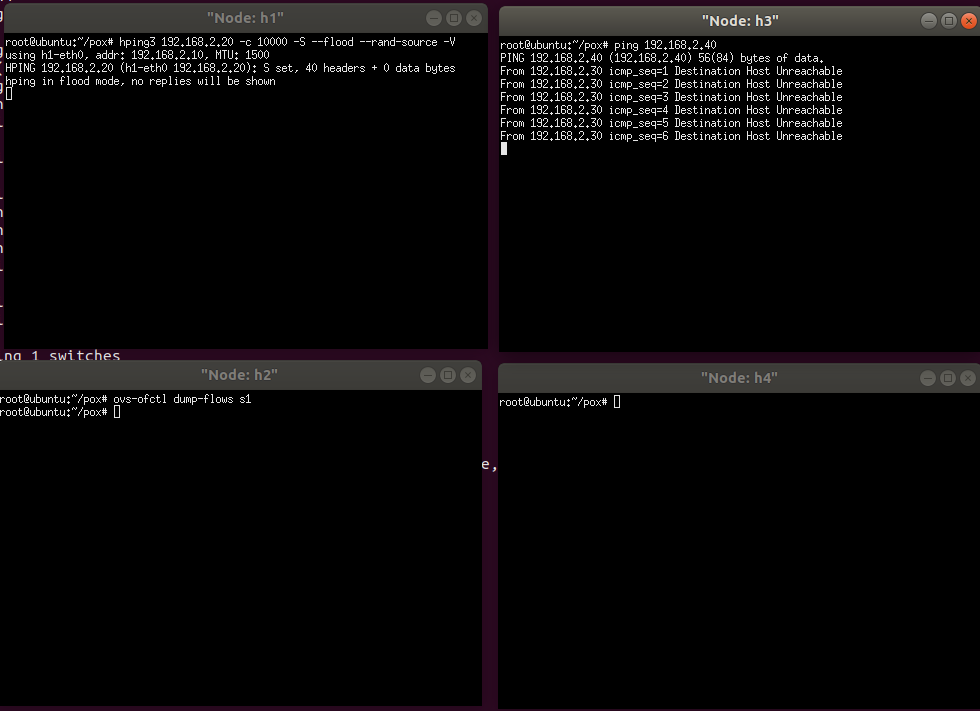 "Node: h1"
root@ubuntu:~/pox# hping3 192.168.2.20 -c 10000 -S --flood --rand-source -V
using h1-eth0, addr: 192.168.2.10, MTU: 1500
HPING 192.168.2.20 (h1-eth0 192.168.2.20): S set, 40 headers + 0 data bytes
hping in flood mode, no replies will be shown
"Node: h3"
root@ubuntu:~/pox# ping 192.168.2.40
PING 192.168.2.40 (192.168.2.40) 56(84) bytes of data.
From 192.168.2.30 icmp_seq=1 Destination Host Unreachable
From 192.168.2.30 icmp_seq=2 Destination Host Unreachable
From 192.168.2.30 icmp_seq=3 Destination Host Unreachable
From 192.168.2.30 icmp_seq=4 Destination Host Unreachable
From 192.168.2.30 icmp_seq=5 Destination Host Unreachable
From 192.168.2.30 icmp_seq=6 Destination Host Unreachable
ng 1 switches
"Node: h2"
root@ubuntu:~/pox# ovs-ofctl dump-flows s1
root@ubuntu:~/pox#
e,
"Node: h4"
root@ubuntu:~/pox#